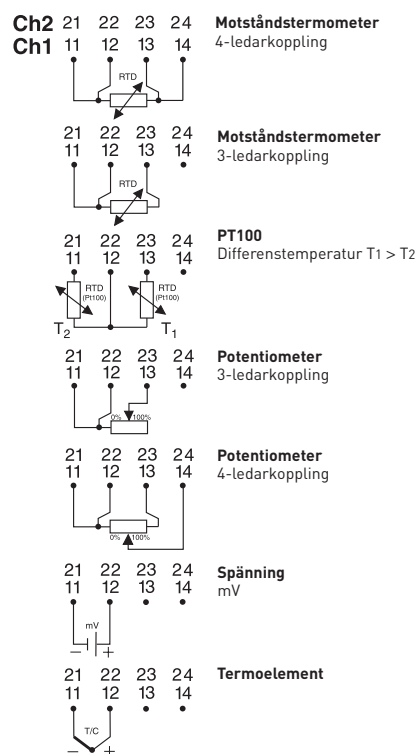 Ch2 21 22 23 24 Motståndstermometer
Ch1 11 12 13 14 4-ledarkoppling
RTD
21 22 23 24 Motståndstermometer
11 12 13 14 3-ledarkoppling
RTD
21 22 23 24 PT100
11 12 13 14 Differenstemperatur T1 > T2
RTD RTD
(Pt100) (Pt100)
T2 T1
21 22 23 24 Potentiometer
11 12 13 14 3-ledarkoppling
0% 100%
21 22 23 24 Potentiometer
11 12 13 14 4-ledarkoppling
0% 100%
21 22 23 24 Spänning
11 12 13 14 mV
mV
− +
21 22 23 24 Termoelement
11 12 13 14
T/C
− +